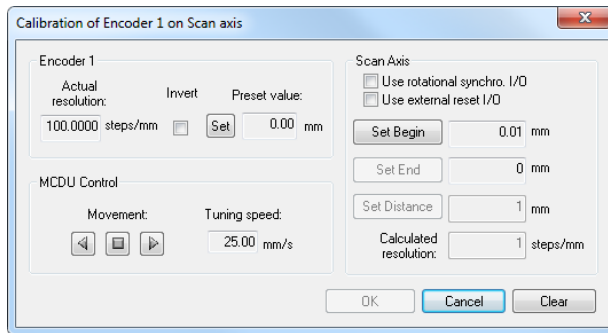 Calibration of Encoder 1 on Scan axis
Encoder 1
Actual resolution:
Invert
Preset value:
100.0000 steps/mm
Set
0.00 mm
MCDU Control
Movement:
Tuning speed:
25.00 mm/s
Scan Axis
Use rotational synchro. I/O
Use external reset I/O
Set Begin
0.01 mm
Set End
0 mm
Set Distance
1 mm
Calculated resolution:
1 steps/mm
OK
Cancel
Clear